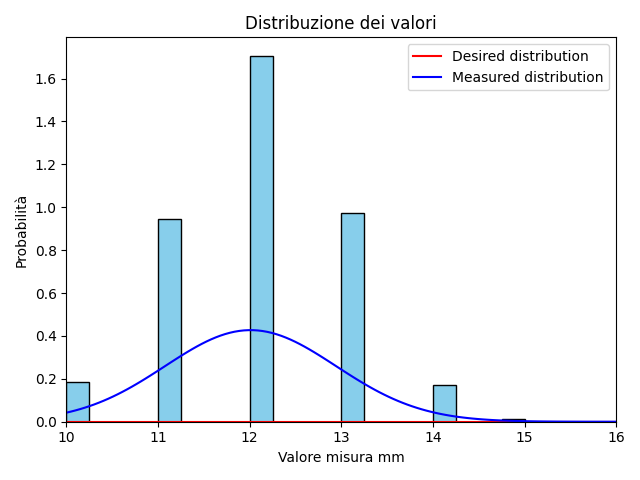 Distribuzione dei valori
Desired distribution
Measured distribution
Probabilità
1.6
1.4
1.2
1.0
0.8
0.6
0.4
0.2
0.0
10 11 12 13 14 15 16
Valore misura mm